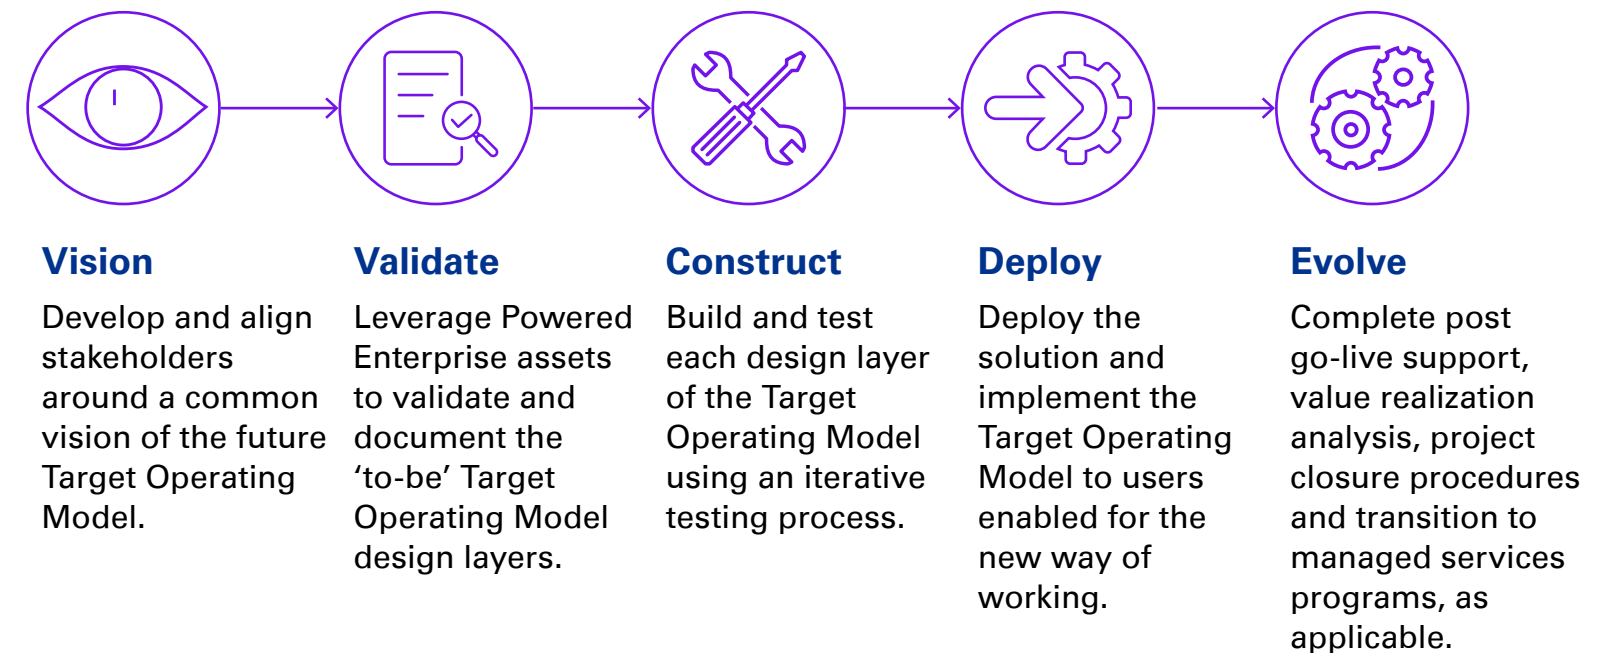 Vision
Develop and align
stakeholders
around a common
vision of the future
Target Operating
Model.
Validate
Leverage Powered
Enterprise assets
to validate and
document the
‘to-be’ Target
Operating Model
design layers.
Construct
Build and test
each design layer
of the Target
Operating Model
using an iterative
testing process.
Deploy
Deploy the
solution and
implement the
Target Operating
Model to users
enabled for the
new way of
working.
Evolve
Complete post
go-live support,
value realization
analysis, project
closure procedures
and transition to
managed services
programs, as
applicable.